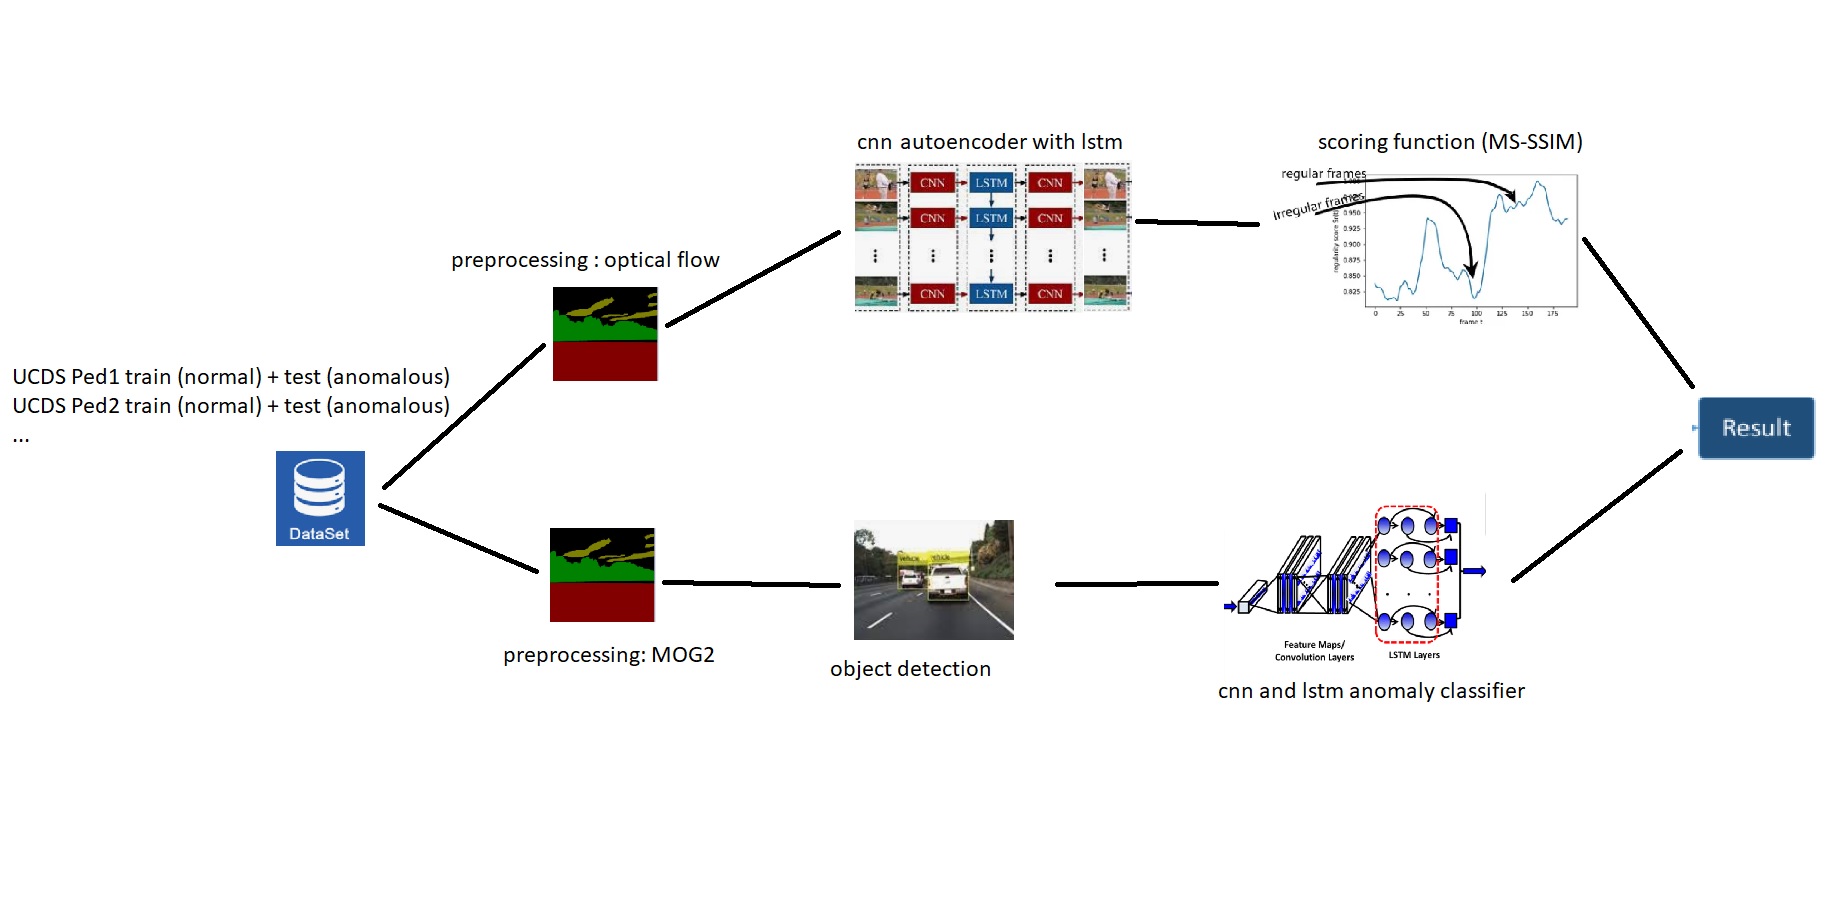 cnn autoencoder with lstm
CNN LSTM CNN
CNN LSTM CNN
CNN LSTM CNN
scoring function (MS-SSIM)
regular frames
irregular frames
0.950
0.925
0.900
0.875
0.850
0.825
0 25 50 75 100 125 150 175
frame t
preprocessing : optical flow
UCDS Ped1 train (normal) + test (anomalous)
UCDS Ped2 train (normal) + test (anomalous)
...
DataSet
Result
preprocessing: MOG2
object detection
Feature Maps/
Convolution Layers
LSTM Layers
cnn and lstm anomaly classifier